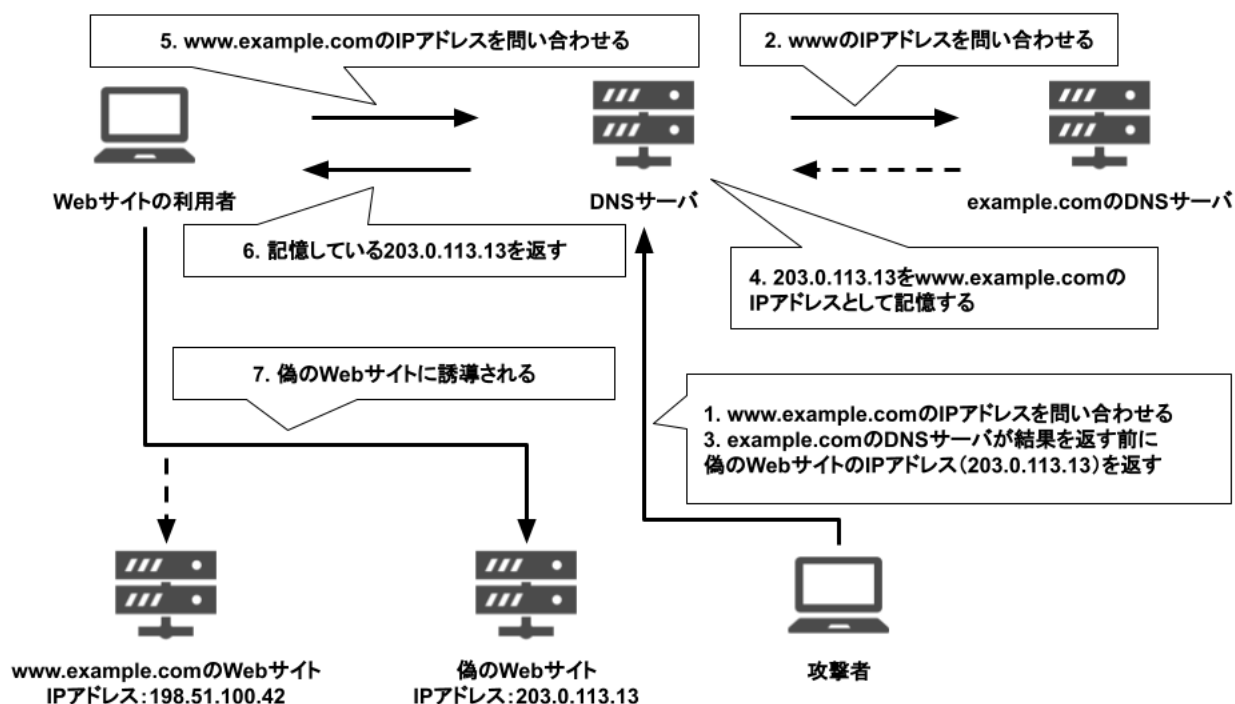 5. www.example.comのIPアドレスを問い合わせる
2. wwwのIPアドレスを問い合わせる
Webサイトの利用者
DNSサーバ
example.comのDNSサーバ
6. 記憶している203.0.113.13を返す
4. 203.0.113.13をwww.example.comの
IPアドレスとして記憶する
7. 偽のWebサイトに誘導される
1. www.example.comのIPアドレスを問い合わせる
3. example.comのDNSサーバが結果を返す前に
偽のWebサイトのIPアドレス（203.0.113.13）を返す
www.example.comのWebサイト
IPアドレス：198.51.100.42
偽のWebサイト
IPアドレス：203.0.113.13
攻撃者